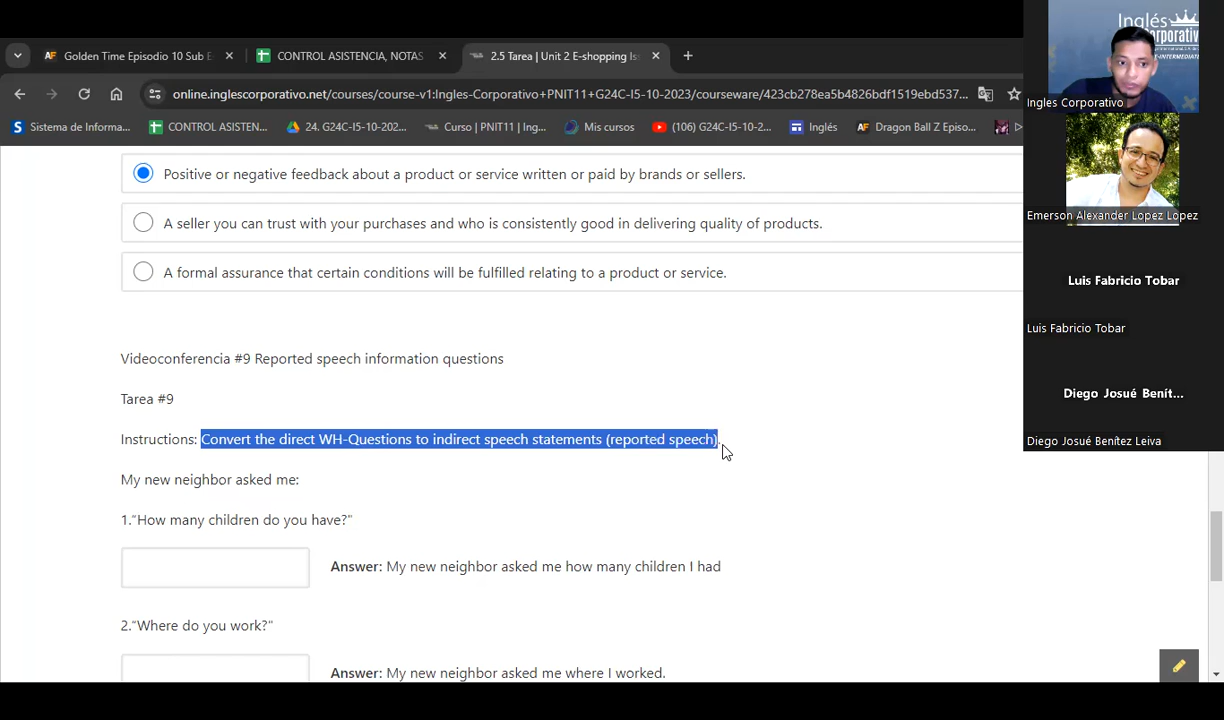 Golden Time Episodio 10 Sub E
CONTROL ASISTENCIA, NOTAS
2.5 Tarea | Unit 2 E-shopping Is
online.inglescorporativo.net/courses/course-v1:Ingles-Corporativo+PNIT11+G24C-I5-10-2023/courseware/423cb278ea5b4826bdf1519ebd537...
Sistema de Informa...
CONTROL ASISTEN...
24. G24C-I5-10-202...
Curso | PNIT11 | Ing...
Mis cursos
(106) G24C-I5-10-2...
Inglés
Dragon Ball Z Episo...
Positive or negative feedback about a product or service written or paid by brands or sellers.
A seller you can trust with your purchases and who is consistently good in delivering quality of products.
A formal assurance that certain conditions will be fulfilled relating to a product or service.
Videoconferencia #9 Reported speech information questions
Tarea #9
Instructions: Convert the direct WH-Questions to indirect speech statements (reported speech).
My new neighbor asked me:
1."How many children do you have?"
Answer: My new neighbor asked me how many children I had
2."Where do you work?"
Answer: My new neighbor asked me where I worked.
Inglés
Ingles Corporativo
Emerson Alexander Lopez Lopez
Luis Fabricio Tobar
Luis Fabricio Tobar
Diego Josué Benít...
Diego Josué Benítez Leiva